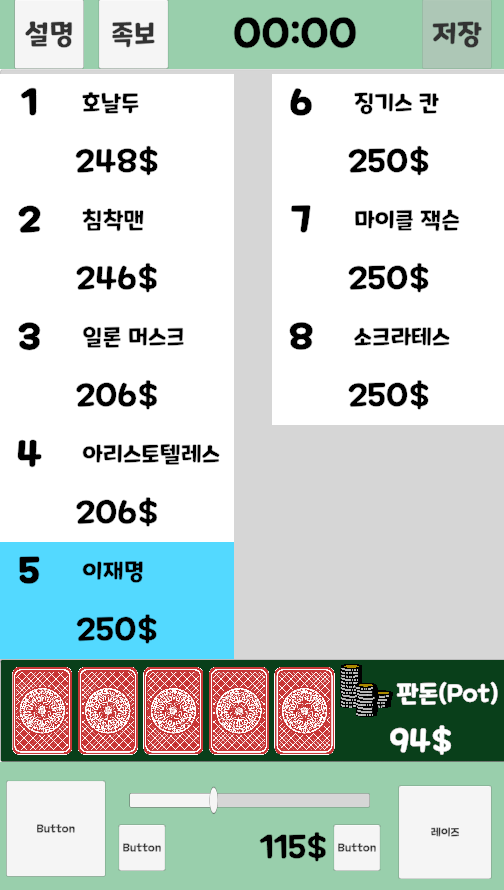 설명 족보 00:00 저장
1 호날두
248$
2 침착맨
246$
3 일론 머스크
206$
4 아리스토텔레스
206$
5 이재명
250$
6 징기스 칸
250$
7 마이클 잭슨
250$
8 소크라테스
250$
판돈(Pot)
94$
Button
Button 115$ Button
레이즈